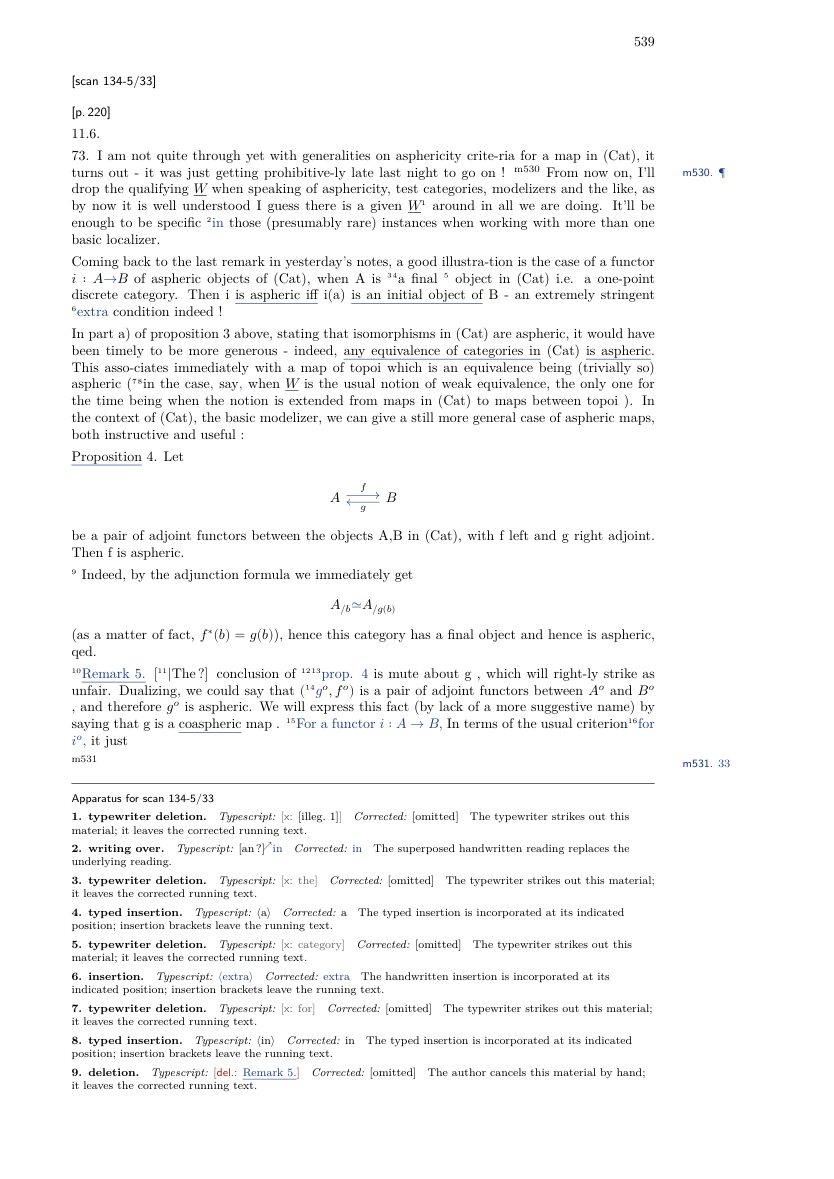 539
[scan 134-5/33]
[p. 220]
11.6.
73. I am not quite through yet with generalities on asphericity crite-ria for a map in (Cat), it
turns out - it was just getting prohibitive-ly late last night to go on ! m530 From now on, I'll
m530. ¶
drop the qualifying W when speaking of asphericity, test categories, modelizers and the like, as
by now it is well understood I guess there is a given W¹ around in all we are doing. It'll be
enough to be specific ²in those (presumably rare) instances when working with more than one
basic localizer.
Coming back to the last remark in yesterday's notes, a good illustra-tion is the case of a functor
i : A→B of aspheric objects of (Cat), when A is ³⁴a final ⁵ object in (Cat) i.e. a one-point
discrete category. Then i is aspheric iff i(a) is an initial object of B - an extremely stringent
⁶extra condition indeed !
In part a) of proposition 3 above, stating that isomorphisms in (Cat) are aspheric, it would have
been timely to be more generous - indeed, any equivalence of categories in (Cat) is aspheric.
This asso-ciates immediately with a map of topoi which is an equivalence being (trivially so)
aspheric (⁷⁸in the case, say, when W is the usual notion of weak equivalence, the only one for
the time being when the notion is extended from maps in (Cat) to maps between topoi ). In
the context of (Cat), the basic modelizer, we can give a still more general case of aspheric maps,
both instructive and useful :
Proposition 4. Let
A ⇄ B
f
g
be a pair of adjoint functors between the objects A,B in (Cat), with f left and g right adjoint.
Then f is aspheric.
⁹ Indeed, by the adjunction formula we immediately get
A/b≃A/g(b)
(as a matter of fact, f*(b) = g(b)), hence this category has a final object and hence is aspheric,
qed.
¹⁰Remark 5. [¹¹|The ?] conclusion of ¹²¹³prop. 4 is mute about g , which will right-ly strike as
unfair. Dualizing, we could say that (¹⁴gᵒ, fᵒ) is a pair of adjoint functors between Aᵒ and Bᵒ
, and therefore gᵒ is aspheric. We will express this fact (by lack of a more suggestive name) by
saying that g is a coaspheric map . ¹⁵For a functor i : A → B, In terms of the usual criterion¹⁶for
iᵒ, it just
m531
m531. 33
Apparatus for scan 134-5/33
1. typewriter deletion. Typescript: [x: [illeg. 1]] Corrected: [omitted] The typewriter strikes out this
material; it leaves the corrected running text.
2. writing over. Typescript: [an ?]↗in Corrected: in The superposed handwritten reading replaces the
underlying reading.
3. typewriter deletion. Typescript: [x: the] Corrected: [omitted] The typewriter strikes out this material;
it leaves the corrected running text.
4. typed insertion. Typescript: ⟨a⟩ Corrected: a The typed insertion is incorporated at its indicated
position; insertion brackets leave the running text.
5. typewriter deletion. Typescript: [x: category] Corrected: [omitted] The typewriter strikes out this
material; it leaves the corrected running text.
6. insertion. Typescript: ⟨extra⟩ Corrected: extra The handwritten insertion is incorporated at its
indicated position; insertion brackets leave the running text.
7. typewriter deletion. Typescript: [x: for] Corrected: [omitted] The typewriter strikes out this material;
it leaves the corrected running text.
8. typed insertion. Typescript: ⟨in⟩ Corrected: in The typed insertion is incorporated at its indicated
position; insertion brackets leave the running text.
9. deletion. Typescript: [del.: Remark 5.] Corrected: [omitted] The author cancels this material by hand;
it leaves the corrected running text.